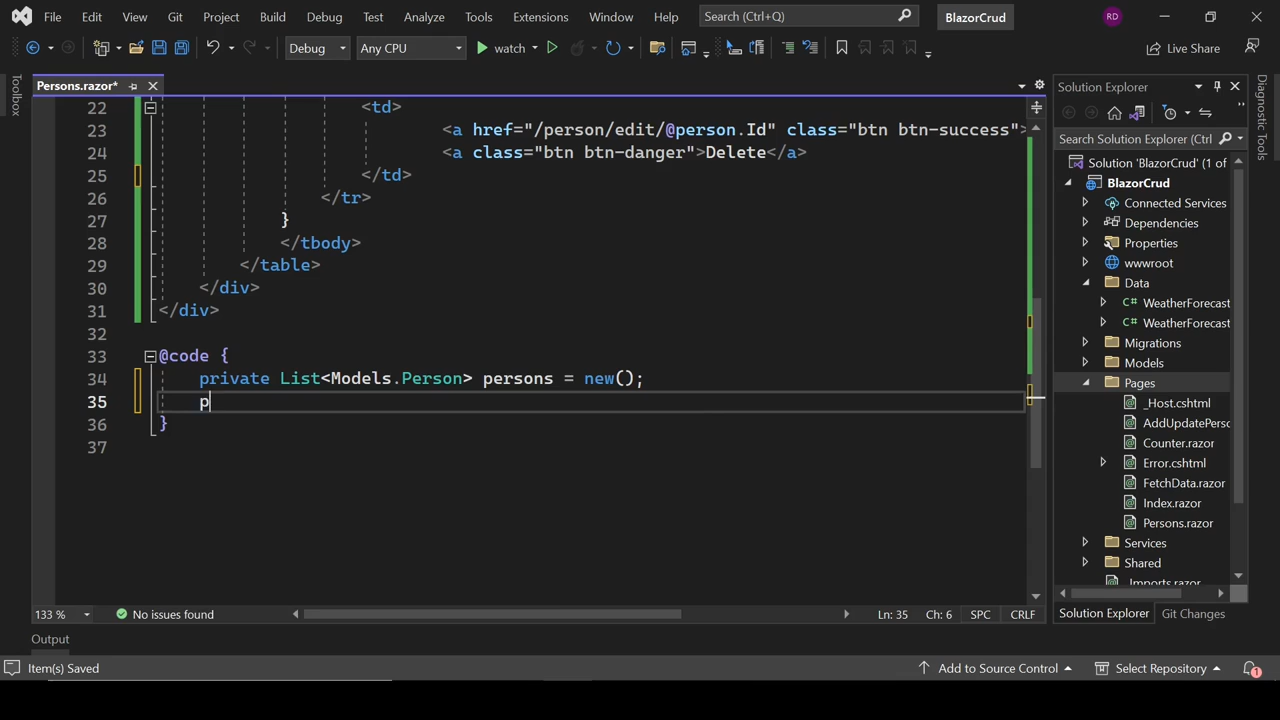 File Edit View Git Project Build Debug Test Analyze Tools Extensions Window Help Search (Ctrl+Q) BlazorCrud RD
Debug Any CPU watch Live Share
Toolbox
Persons.razor*
22 <td>
23 <a href="/person/edit/@person.Id" class="btn btn-success">
24 <a class="btn btn-danger">Delete</a>
25 </td>
26 </tr>
27 }
28 </tbody>
29 </table>
30 </div>
31 </div>
32
33 @code {
34 private List<Models.Person> persons = new();
35 p
36 }
37
133 % No issues found Ln: 35 Ch: 6 SPC CRLF
Output
Solution Explorer
Search Solution Explorer
Solution 'BlazorCrud' (1 of
BlazorCrud
Connected Services
Dependencies
Properties
wwwroot
Data
C# WeatherForecast
C# WeatherForecast
Migrations
Models
Pages
_Host.cshtml
AddUpdatePerso
Counter.razor
Error.cshtml
FetchData.razor
Index.razor
Persons.razor
Services
Shared
_Imports.razor
Solution Explorer Git Changes
Diagnostic Tools
Item(s) Saved Add to Source Control Select Repository 1